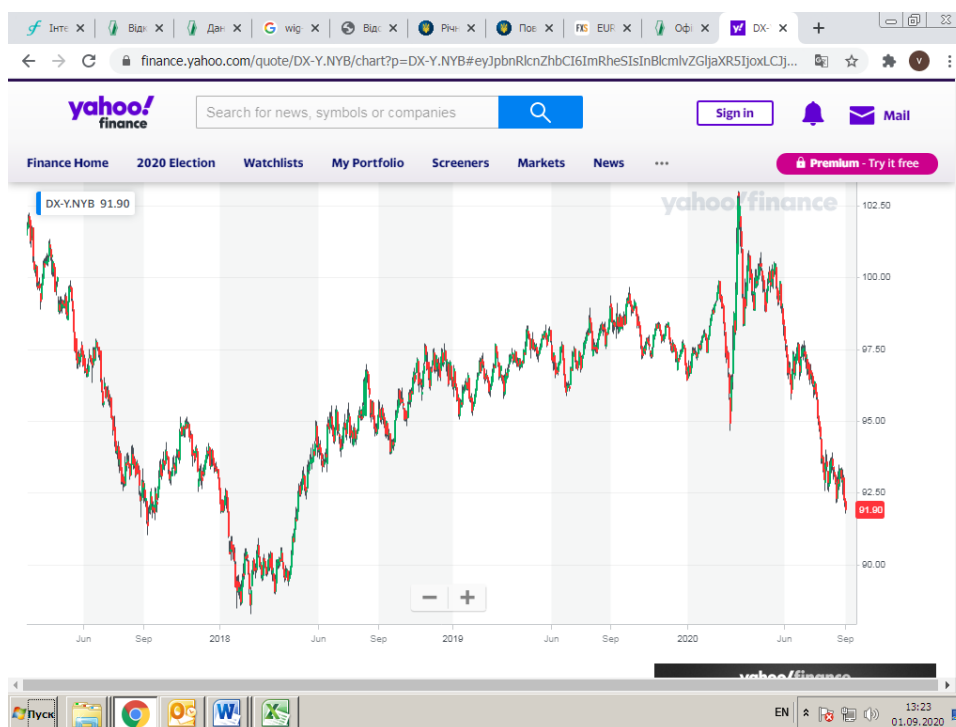 Інте Відк Дан wig Відс Річн Пов FXS EUR Офі DX-
finance.yahoo.com/quote/DX-Y.NYB/chart?p=DX-Y.NYB#eyJpbnRlcnZhbCI6ImRheSIsInBlcmlvZGljaXR5IjoxLCJj... V
yahoo! finance
Search for news, symbols or companies
Sign in
Mail
Finance Home 2020 Election Watchlists My Portfolio Screeners Markets News ... Premium - Try it free
DX-Y.NYB 91.90
yahoo!finance
102.50
100.00
97.50
95.00
92.50
91.90
90.00
Jun Sep 2018 Jun Sep 2019 Jun Sep 2020 Jun Sep
yahoo!finance
Пуск
EN
13:23
01.09.2020